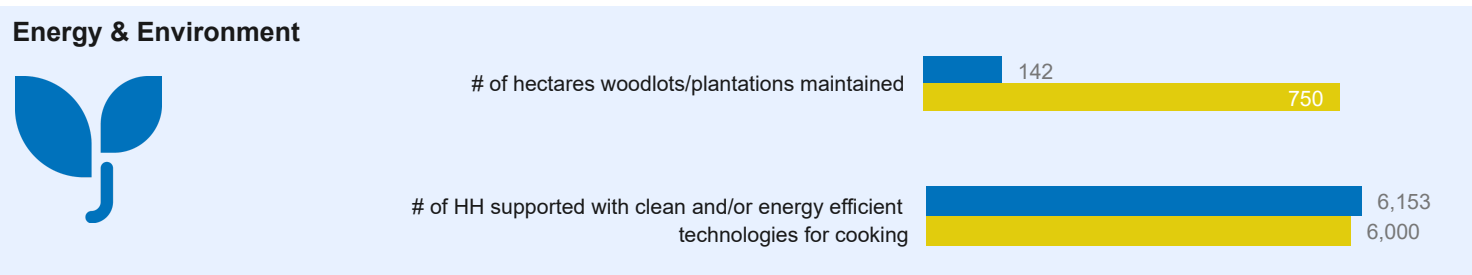 Energy & Environment
# of hectares woodlots/plantations maintained
142
750
# of HH supported with clean and/or energy efficient
technologies for cooking
6,153
6,000